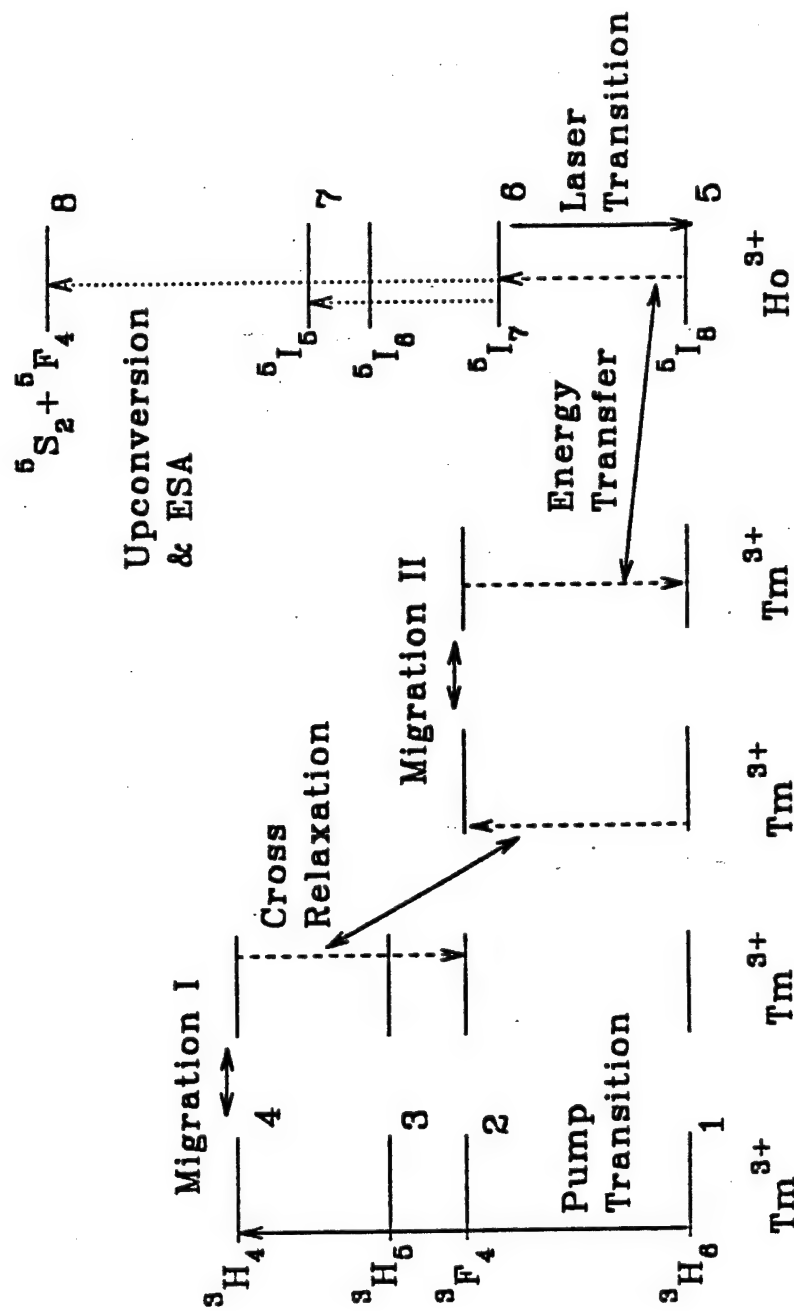 ⁵S₂+⁵F₄
8
Upconversion
& ESA
Migration I
³H₄
4
Cross
Relaxation
⁵I₅
7
⁵I₆
³H₅
3
³F₄
2
Migration II
⁵I₇
6
Pump
Transition
Energy
Transfer
Laser
Transition
³H₆
1
⁵I₈
5
Tm³⁺
Tm³⁺
Tm³⁺
Tm³⁺
Ho³⁺